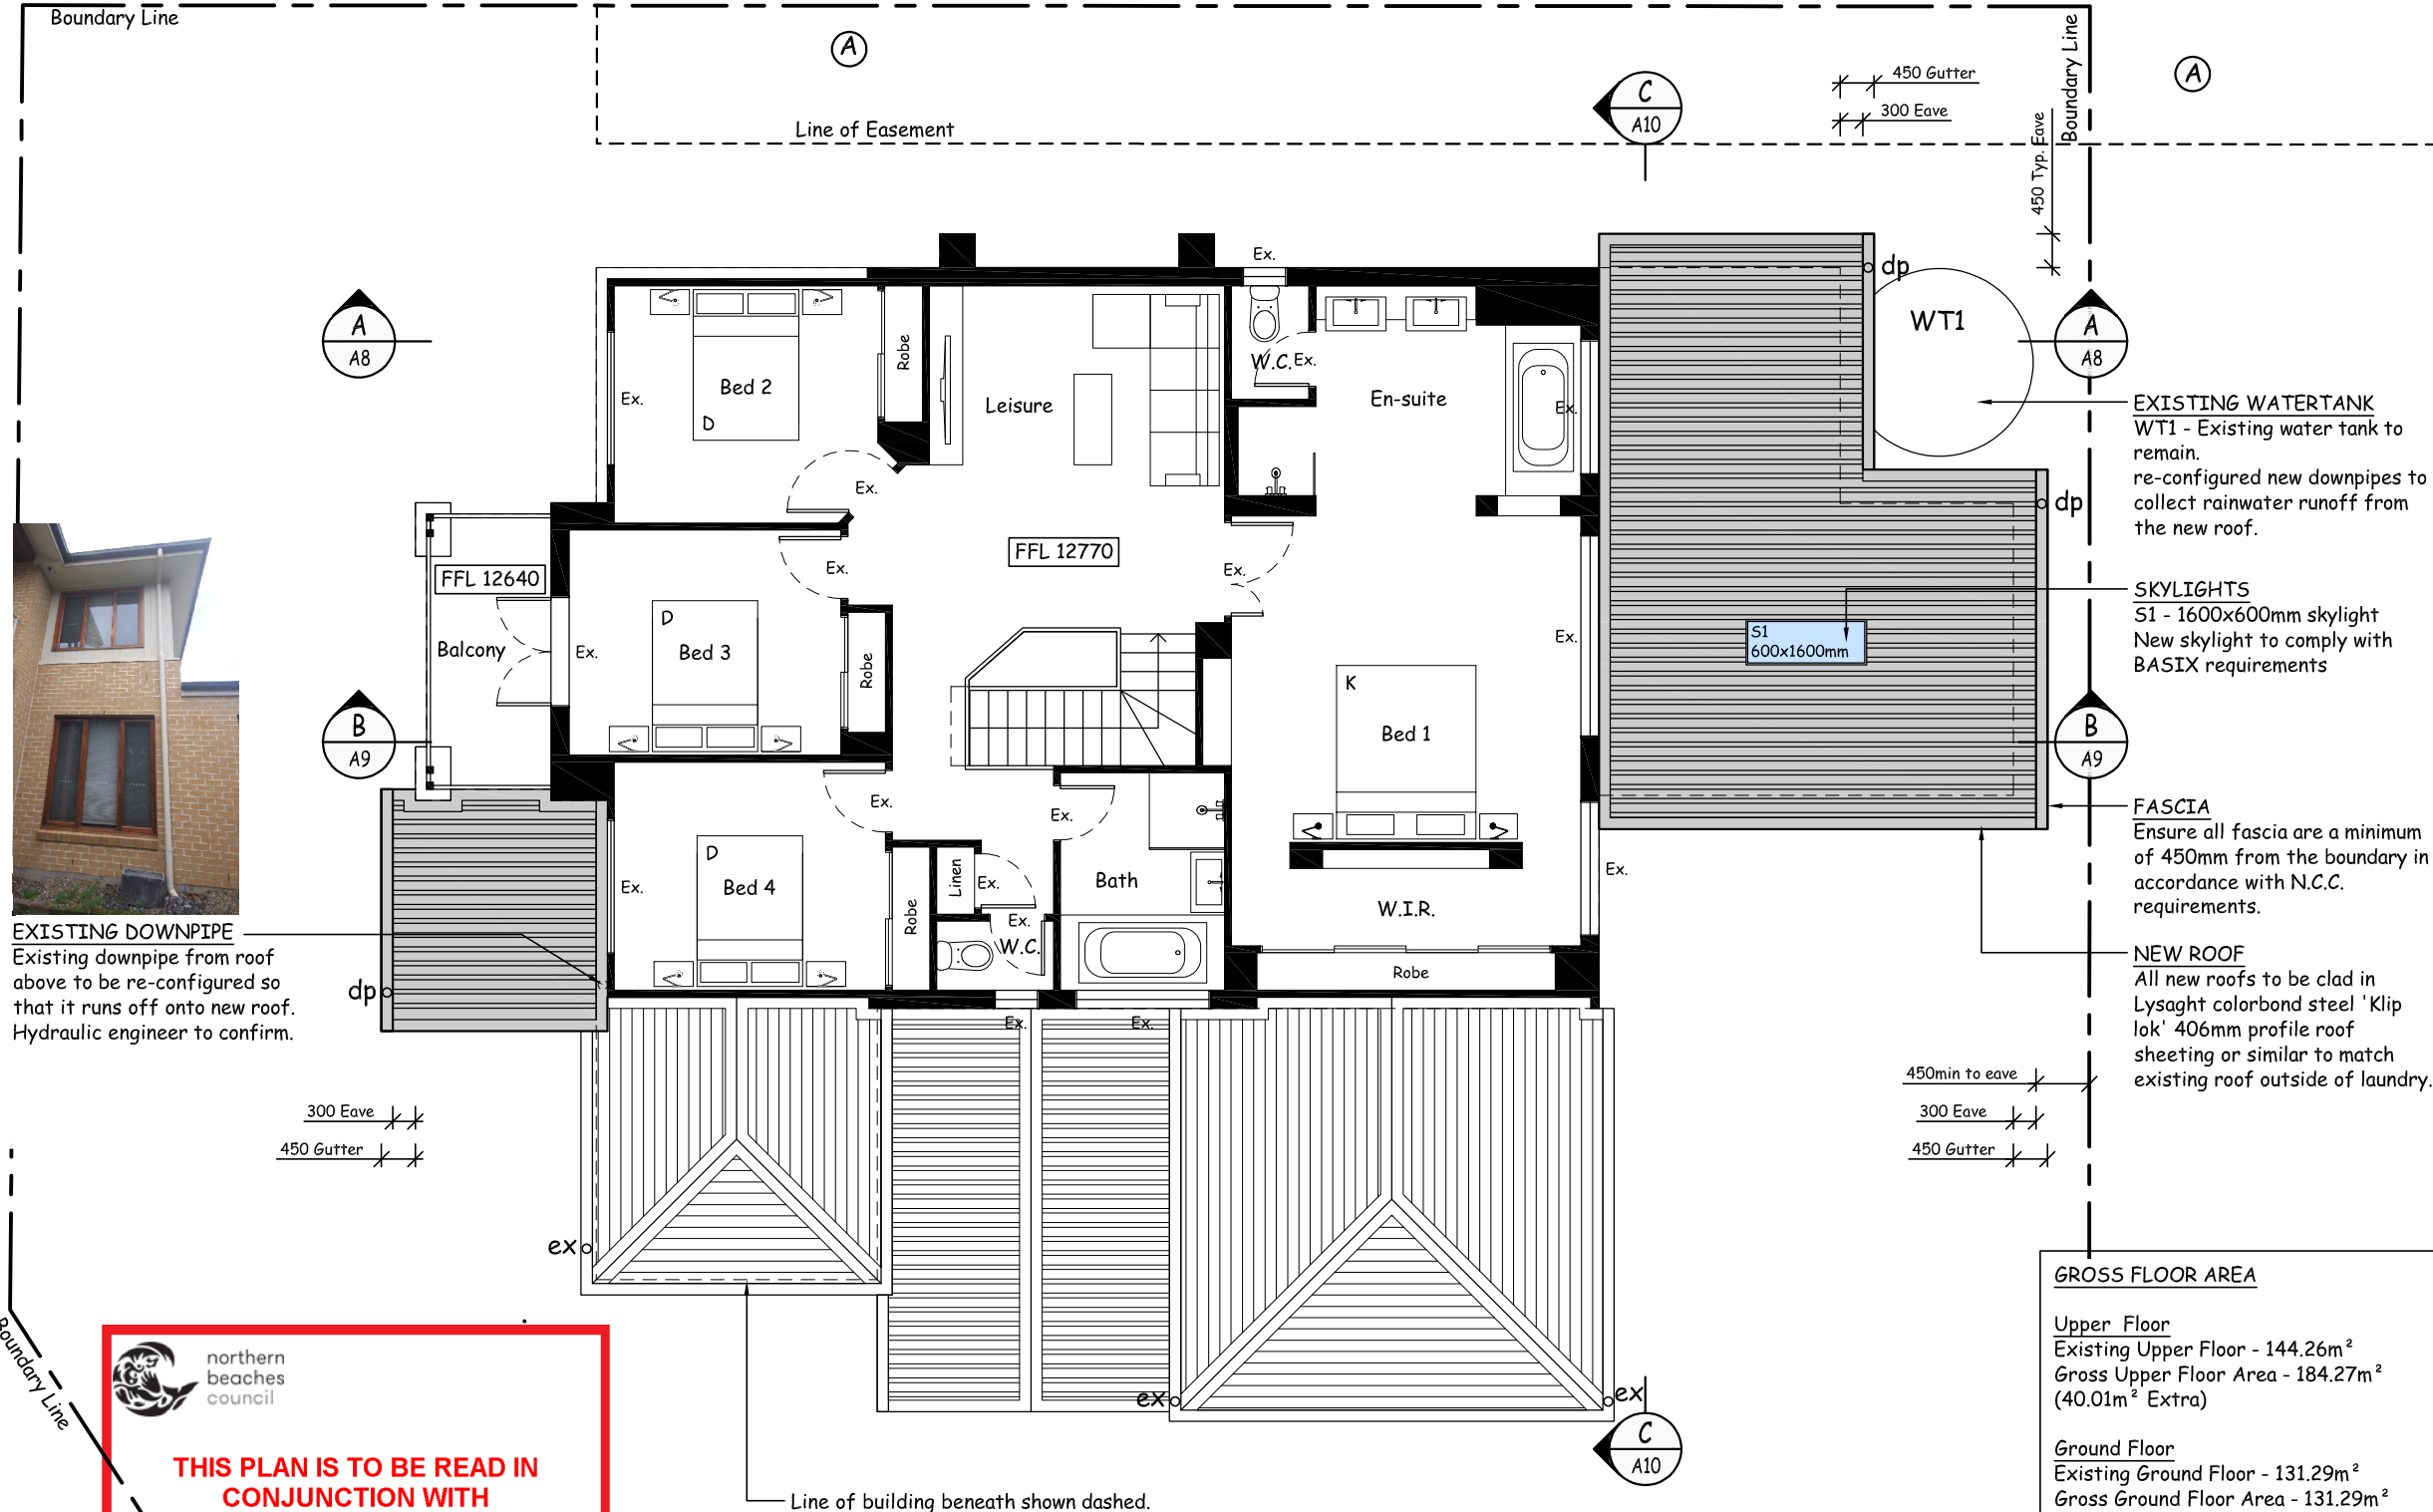 Boundary Line
A
Line of Easement
C
A10
450 Gutter
300 Eave
450 Typ. Eave
Boundary Line
A
Ex.
dp
WT1
A
A8
A
A8
Bed 2
D
Ex.
Robe
Leisure
W.C.
Ex.
En-suite
Ex.
Ex.
dp
EXISTING WATERTANK
WT1 - Existing water tank to
remain.
re-configured new downpipes to
collect rainwater runoff from
the new roof.
FFL 12640
FFL 12770
Ex.
Ex.
Balcony
Ex.
D
Bed 3
Robe
Ex.
S1
600x1600mm
SKYLIGHTS
S1 - 1600x600mm skylight
New skylight to comply with
BASIX requirements
K
Bed 1
B
A9
B
A9
Ex.
Ex.
D
Bed 4
Ex.
Robe
Linen
Ex.
Ex.
W.C.
Bath
W.I.R.
Robe
Ex.
FASCIA
Ensure all fascia are a minimum
of 450mm from the boundary in
accordance with N.C.C.
requirements.
EXISTING DOWNPIPE
Existing downpipe from roof
above to be re-configured so
that it runs off onto new roof.
Hydraulic engineer to confirm.
dp
NEW ROOF
All new roofs to be clad in
Lysaght colorbond steel 'Klip
lok' 406mm profile roof
sheeting or similar to match
existing roof outside of laundry.
Ex.
Ex.
300 Eave
450 Gutter
450min to eave
300 Eave
450 Gutter
ex
ex
ex
C
A10
Line of building beneath shown dashed.
Boundary Line
northern
beaches
council
THIS PLAN IS TO BE READ IN
CONJUNCTION WITH
GROSS FLOOR AREA
Upper Floor
Existing Upper Floor - 144.26m²
Gross Upper Floor Area - 184.27m²
(40.01m² Extra)
Ground Floor
Existing Ground Floor - 131.29m²
Gross Ground Floor Area - 131.29m²